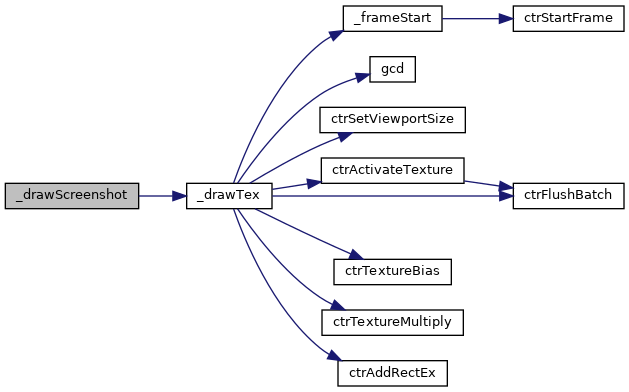 _drawScreenshot
_drawTex
_frameStart
gcd
ctrSetViewportSize
ctrActivateTexture
ctrTextureBias
ctrTextureMultiply
ctrAddRectEx
ctrStartFrame
ctrFlushBatch